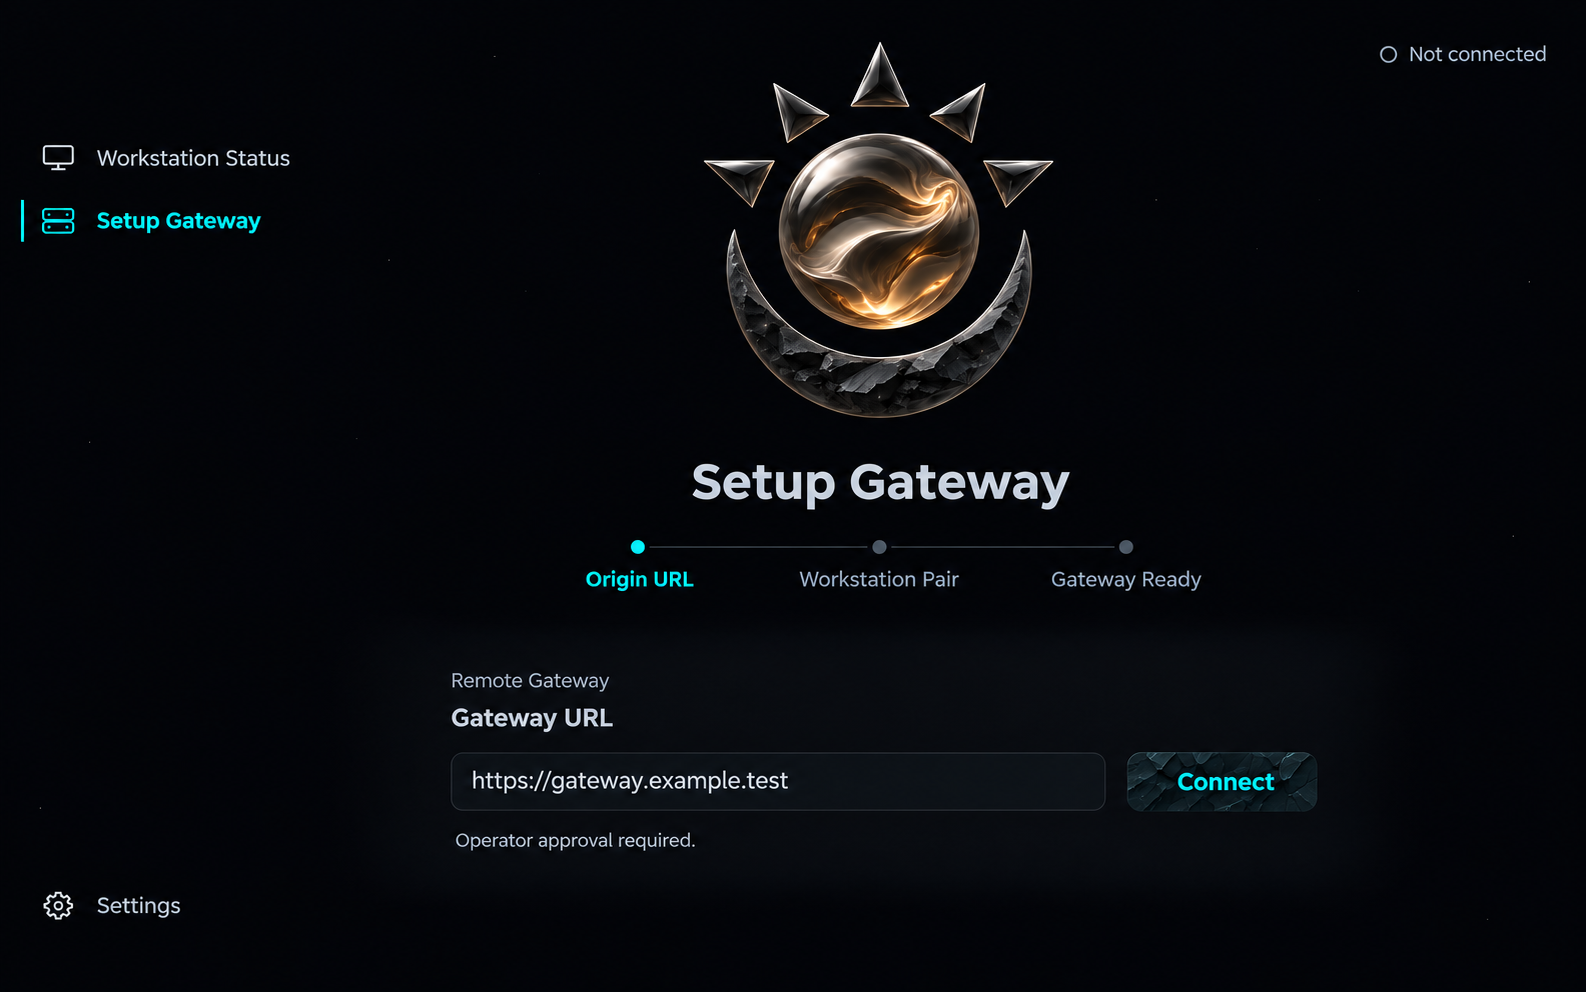 Not connected
Workstation Status
Setup Gateway
Setup Gateway
Origin URL
Workstation Pair
Gateway Ready
Remote Gateway
Gateway URL
https://gateway.example.test
Connect
Operator approval required.
Settings